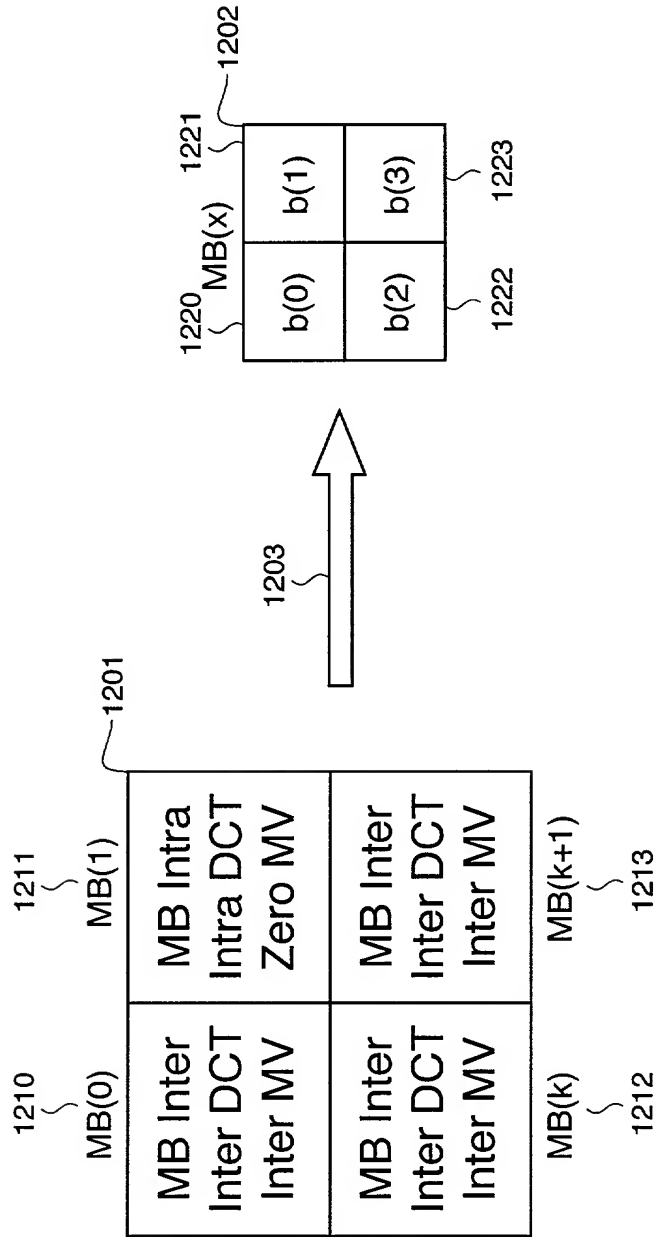 1210
MB(0)
1211
MB(1)
1201
MB Inter
Inter DCT
Inter MV
MB Intra
Intra DCT
Zero MV
MB Inter
Inter DCT
Inter MV
MB Inter
Inter DCT
Inter MV
MB(k)
1212
MB(k+1)
1213
1203
1220
MB(x)
1221
1202
b(0)
b(1)
b(2)
b(3)
1222
1223